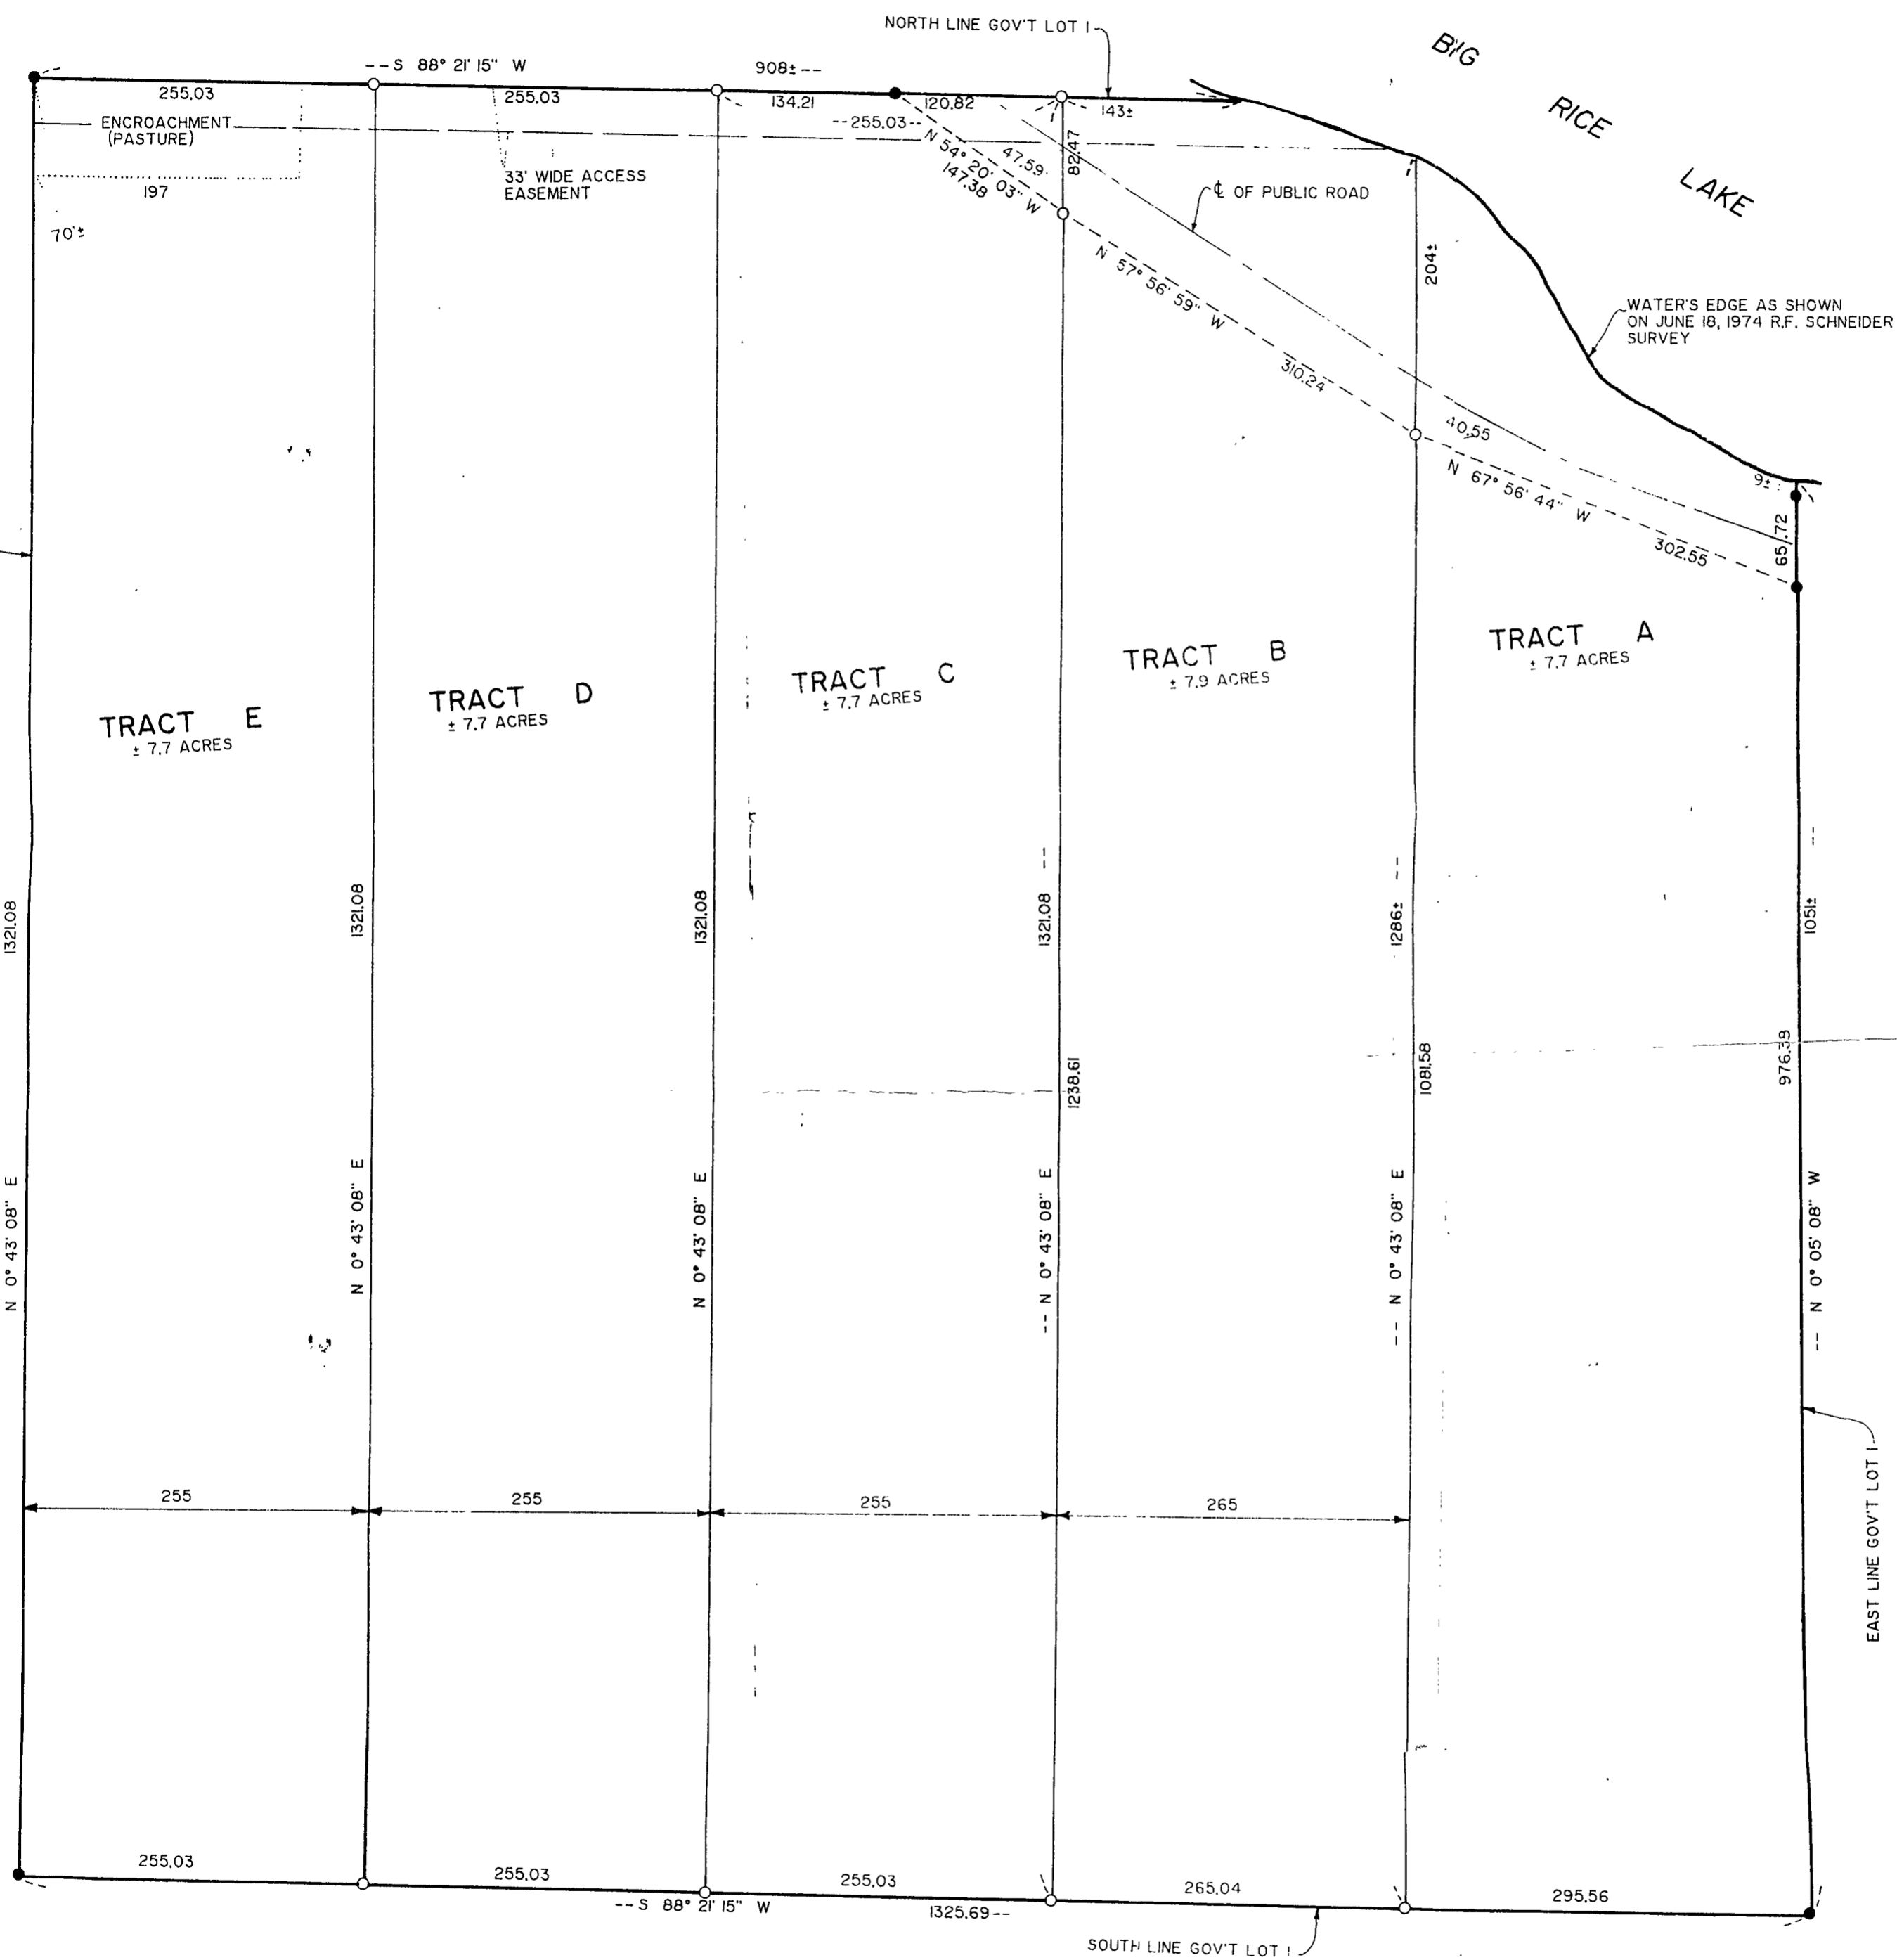 NORTH LINE GOV'T LOT 1
BIG
RICE
LAKE
--S 88° 21' 15" W
908±--
255.03
255.03
134.21
120.82
143±
--255.03--
ENCROACHMENT
(PASTURE)
197
70'±
33' WIDE ACCESS
EASEMENT
N 54° 20' 03" W
147.38
47.59
82.47
℄ OF PUBLIC ROAD
204±
N 57° 56' 59" W
310.24
WATER'S EDGE AS SHOWN
ON JUNE 18, 1974 R.F. SCHNEIDER
SURVEY
40.55
N 67° 56' 44" W
302.55
9±
65.72
TRACT E
± 7.7 ACRES
TRACT D
± 7.7 ACRES
TRACT C
± 7.7 ACRES
TRACT B
± 7.9 ACRES
TRACT A
± 7.7 ACRES
1321.08
1321.08
1321.08
1321.08 --
1286± --
1051± --
1238.61
1081.58
976.39
N 0° 43' 08" E
N 0° 43' 08" E
N 0° 43' 08" E
-- N 0° 43' 08" E
-- N 0° 43' 08" E
-- N 0° 05' 08" W
255
255
255
265
EAST LINE GOV'T LOT 1
255.03
255.03
255.03
265.04
295.56
--S 88° 21' 15" W
1325.69--
SOUTH LINE GOV'T LOT 1